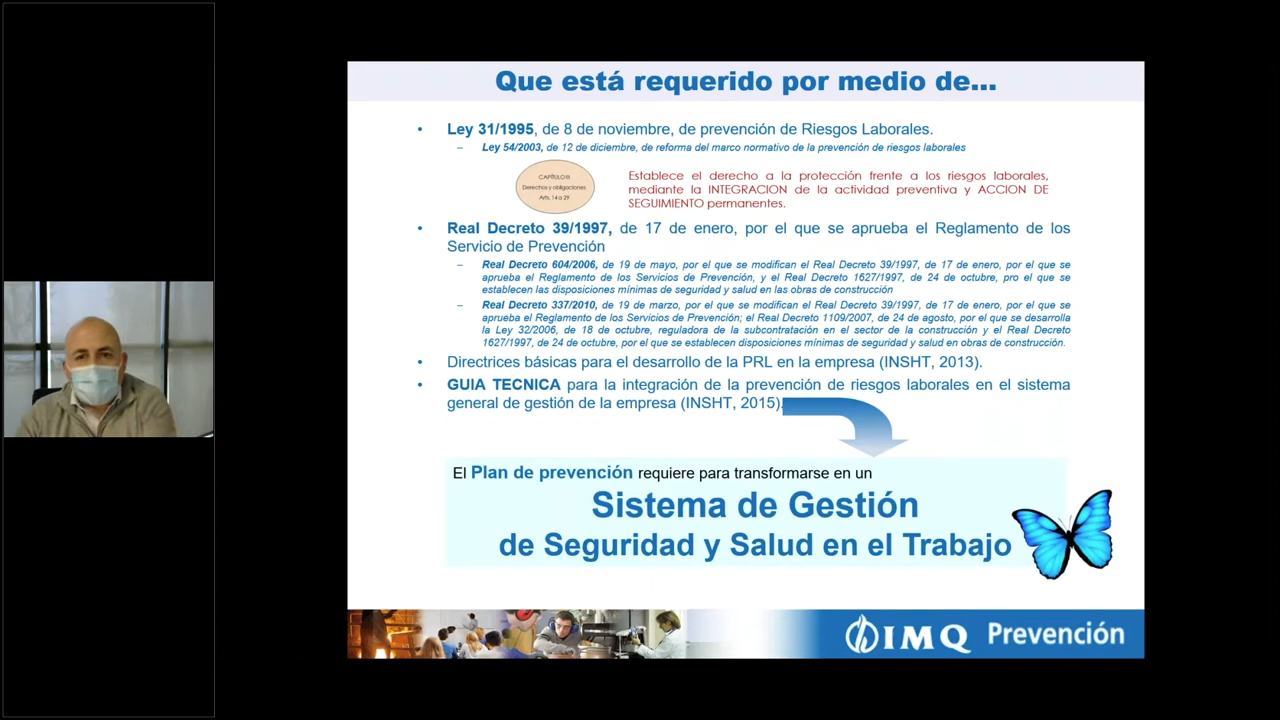 Que está requerido por medio de...
• Ley 31/1995, de 8 de noviembre, de prevención de Riesgos Laborales.
– Ley 54/2003, de 12 de diciembre, de reforma del marco normativo de la prevención de riesgos laborales
CAPÍTULO III
Derechos y obligaciones
Arts. 14 a 29
Establece el derecho a la protección frente a los riesgos laborales,
mediante la INTEGRACION de la actividad preventiva y ACCION DE
SEGUIMIENTO permanentes.
• Real Decreto 39/1997, de 17 de enero, por el que se aprueba el Reglamento de los
Servicio de Prevención
– Real Decreto 604/2006, de 19 de mayo, por el que se modifican el Real Decreto 39/1997, de 17 de enero, por el que se
aprueba el Reglamento de los Servicios de Prevención, y el Real Decreto 1627/1997, de 24 de octubre, pro el que se
establecen las disposiciones mínimas de seguridad y salud en las obras de construcción
– Real Decreto 337/2010, de 19 de marzo, por el que se modifican el Real Decreto 39/1997, de 17 de enero, por el que se
aprueba el Reglamento de los Servicios de Prevención; el Real Decreto 1109/2007, de 24 de agosto, por el que se desarrolla
la Ley 32/2006, de 18 de octubre, reguladora de la subcontratación en el sector de la construcción y el Real Decreto
1627/1997, de 24 de octubre, por el que se establecen disposiciones mínimas de seguridad y salud en obras de construcción.
• Directrices básicas para el desarrollo de la PRL en la empresa (INSHT, 2013).
• GUIA TECNICA para la integración de la prevención de riesgos laborales en el sistema
general de gestión de la empresa (INSHT, 2015).
El Plan de prevención requiere para transformarse en un
Sistema de Gestión
de Seguridad y Salud en el Trabajo
IMQ Prevención